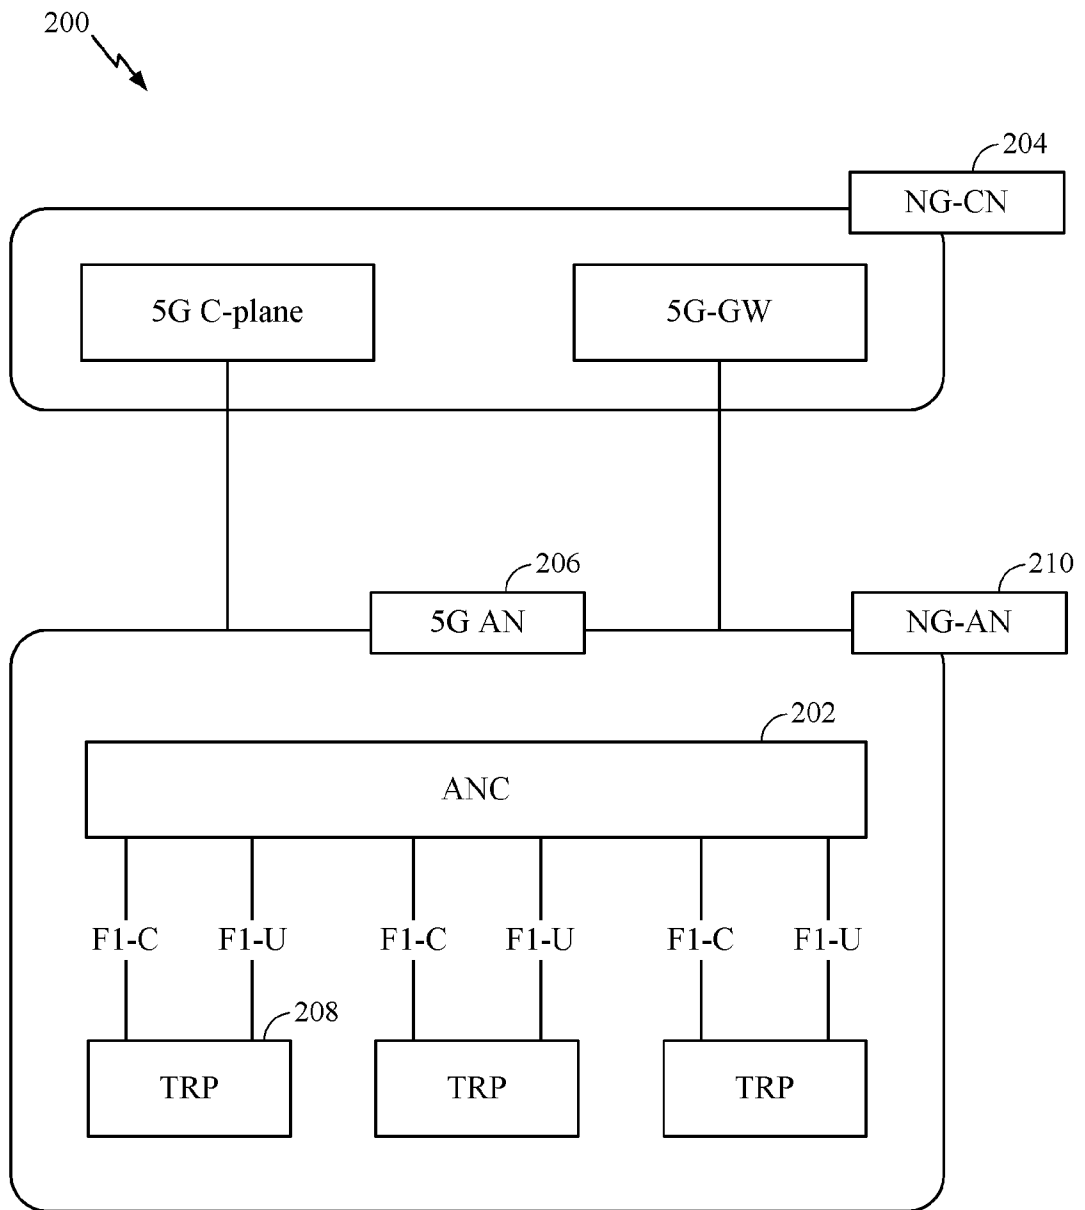 200
204
NG-CN
5G C-plane
5G-GW
206
210
5G AN
NG-AN
202
ANC
F1-C
F1-U
F1-C
F1-U
F1-C
F1-U
208
TRP
TRP
TRP